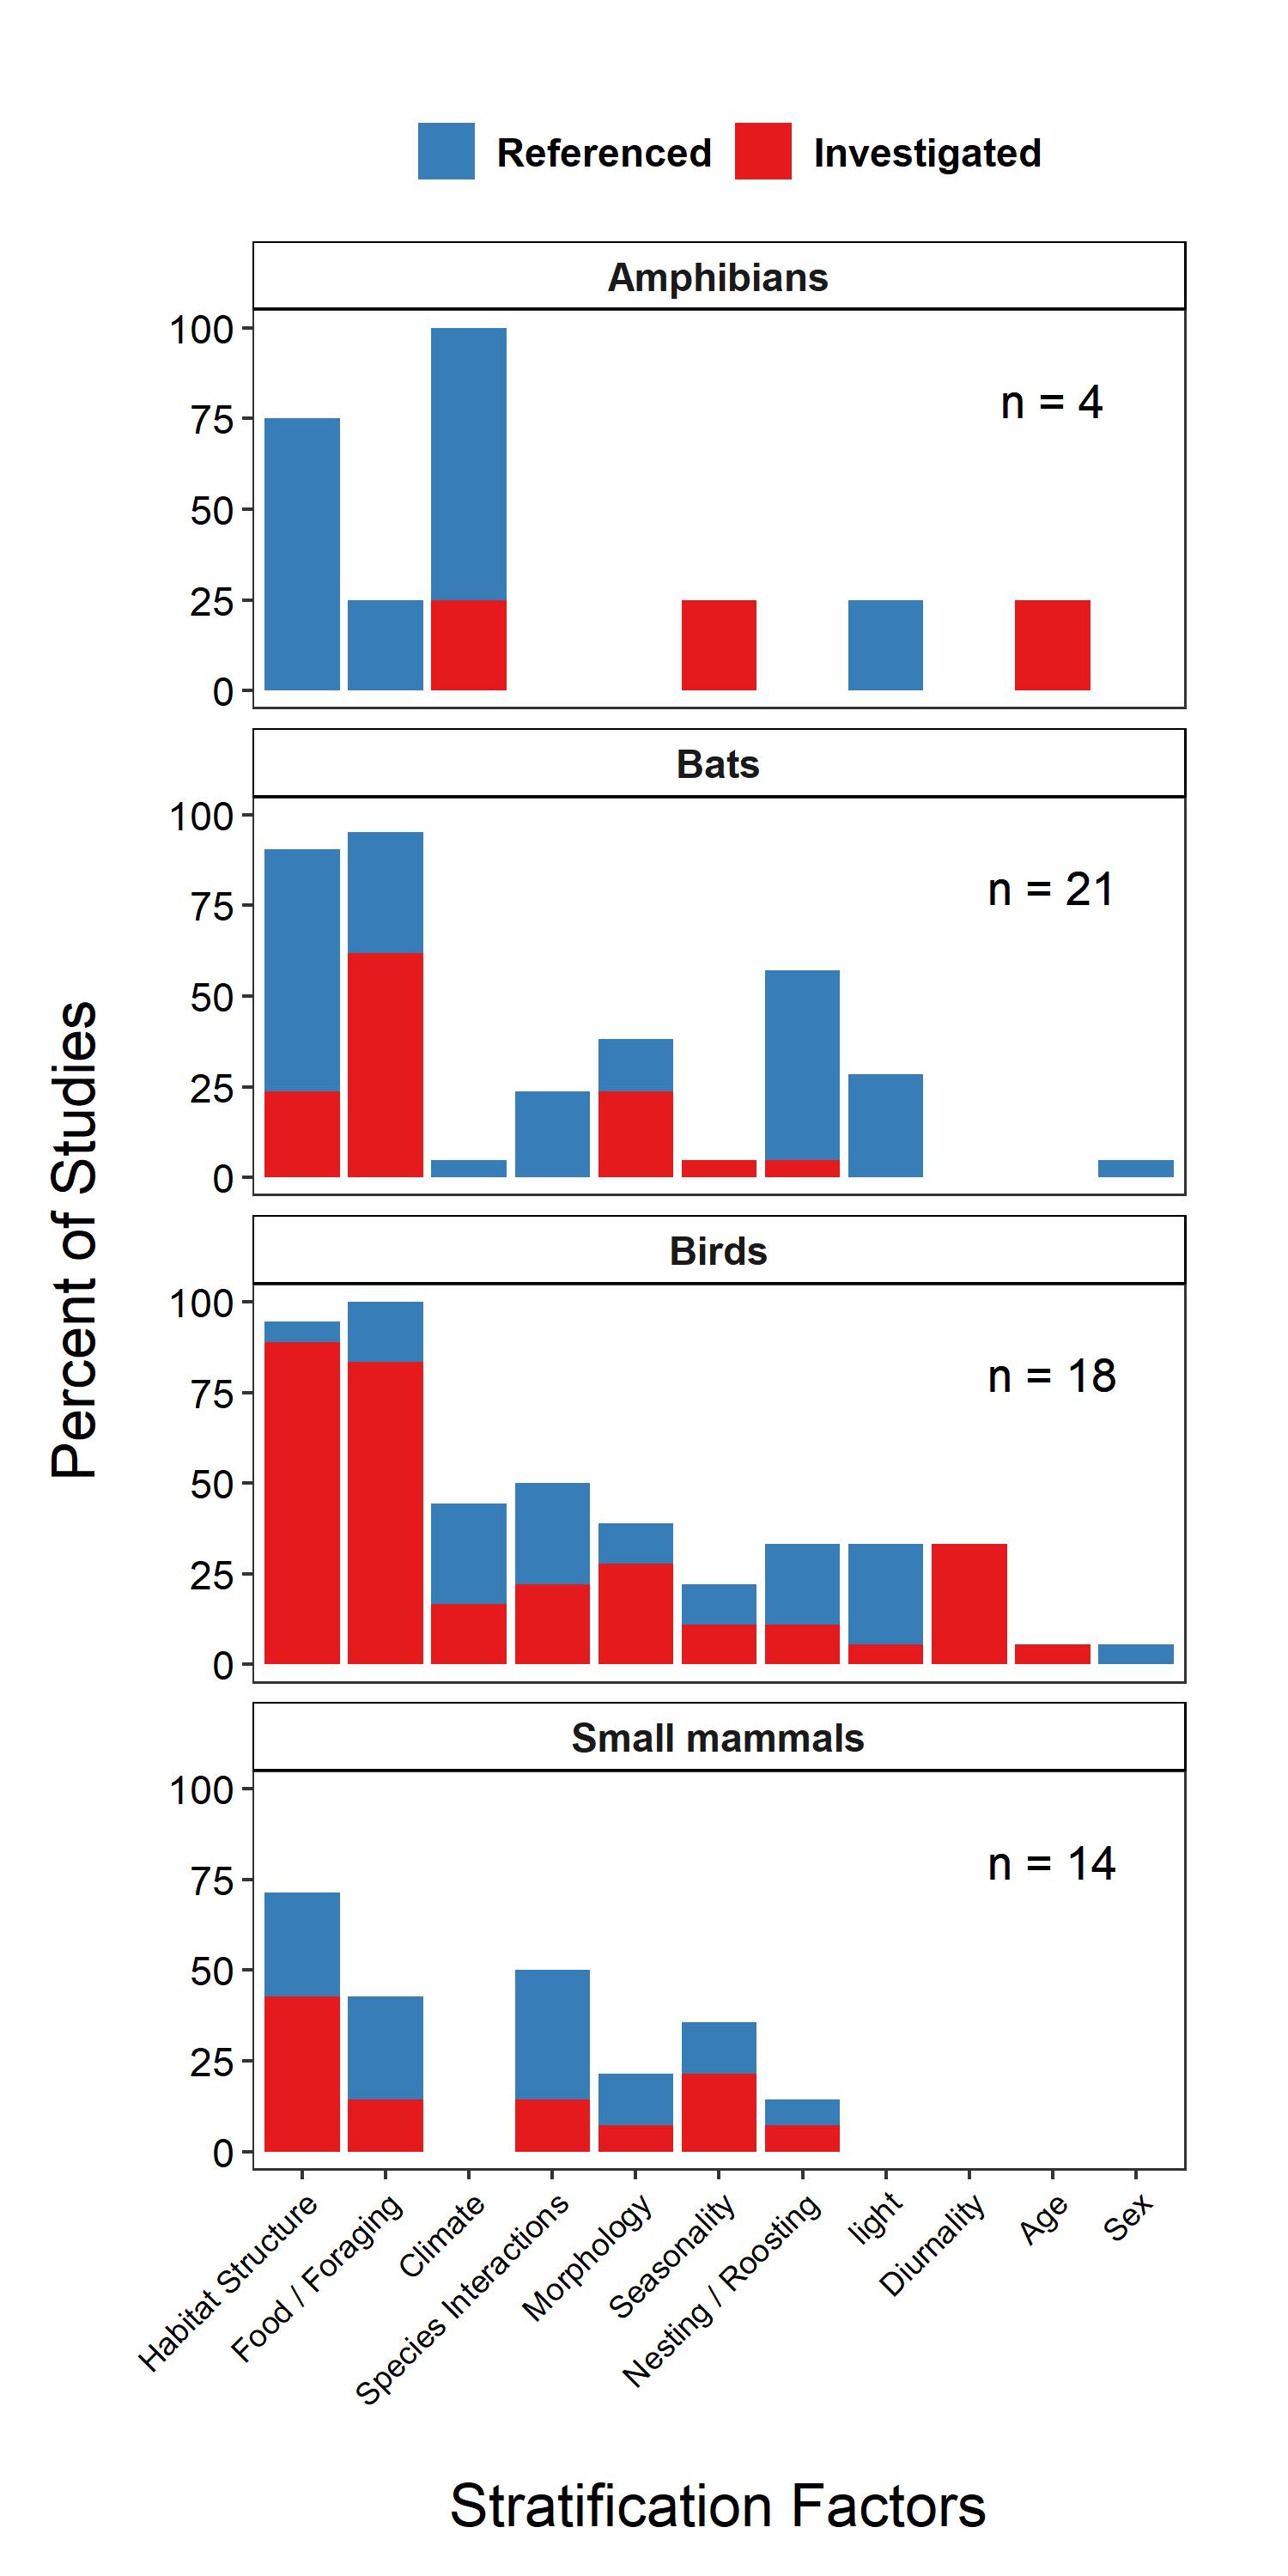 Referenced Investigated
Amphibians
100
75
50
25
0
n = 4
Bats
100
75
50
25
0
n = 21
Birds
100
75
50
25
0
n = 18
Small mammals
100
75
50
25
0
n = 14
Percent of Studies
Habitat Structure
Food / Foraging
Climate
Species Interactions
Morphology
Seasonality
Nesting / Roosting
light
Diurnality
Age
Sex
Stratification Factors